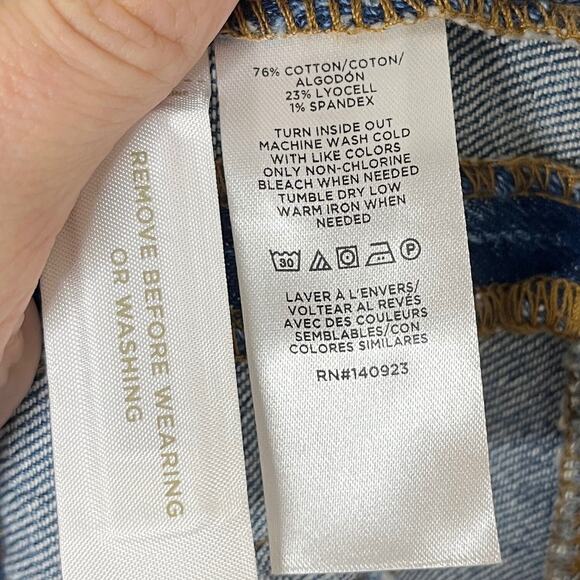 REMOVE BEFORE WEARING
OR WASHING
76% COTTON/COTON/
ALGODÓN
23% LYOCELL
1% SPANDEX
TURN INSIDE OUT
MACHINE WASH COLD
WITH LIKE COLORS
ONLY NON-CHLORINE
BLEACH WHEN NEEDED
TUMBLE DRY LOW
WARM IRON WHEN
NEEDED
30 P
LAVER À L'ENVERS/
VOLTEAR AL REVÉS
AVEC DES COULEURS
SEMBLABLES/CON
COLORES SIMILARES
RN#140923